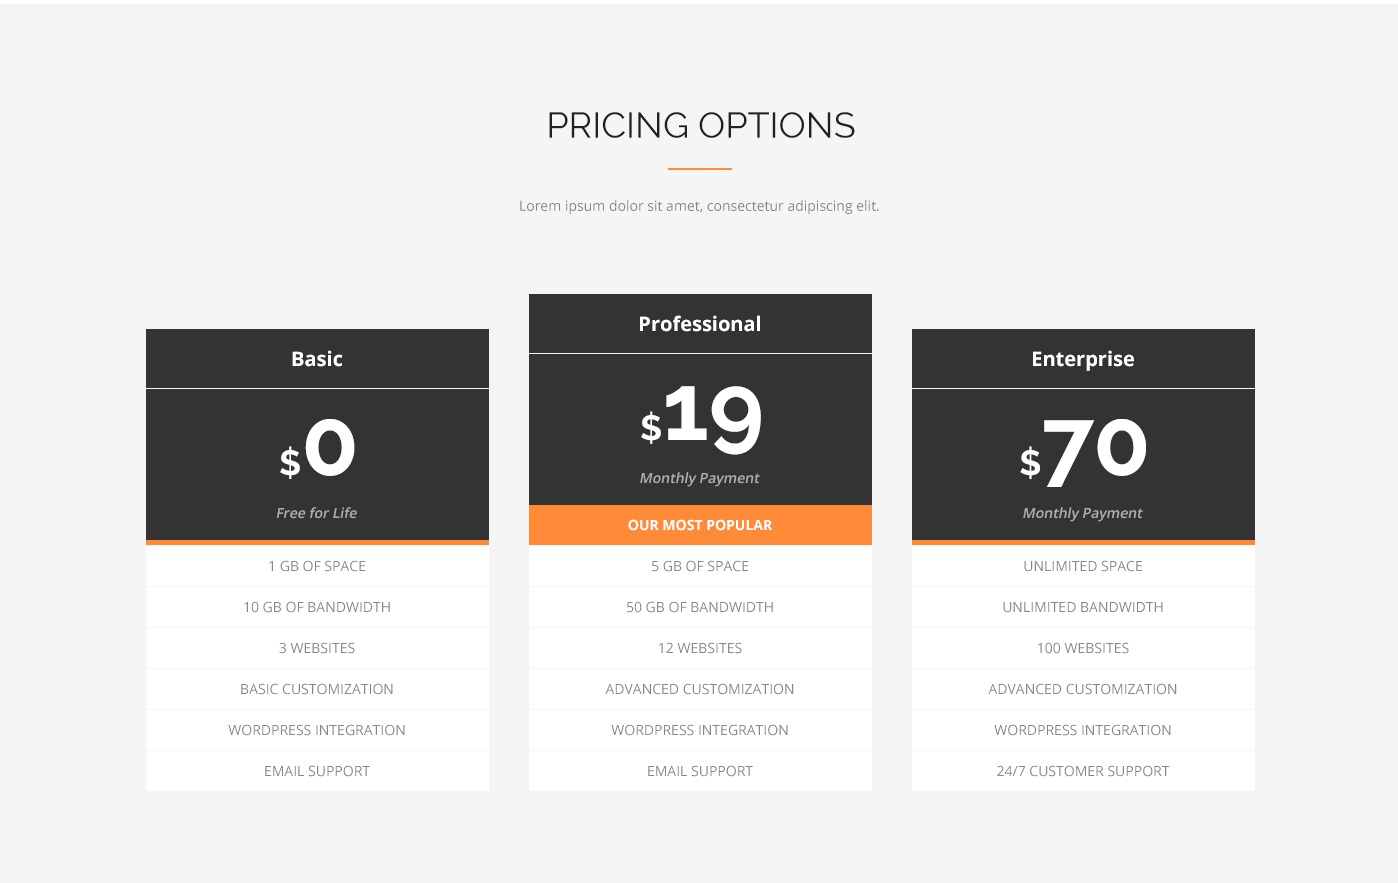 PRICING OPTIONS
Lorem ipsum dolor sit amet, consectetur adipiscing elit.
Basic
$0
Free for Life
1 GB OF SPACE
10 GB OF BANDWIDTH
3 WEBSITES
BASIC CUSTOMIZATION
WORDPRESS INTEGRATION
EMAIL SUPPORT
Professional
$19
Monthly Payment
OUR MOST POPULAR
5 GB OF SPACE
50 GB OF BANDWIDTH
12 WEBSITES
ADVANCED CUSTOMIZATION
WORDPRESS INTEGRATION
EMAIL SUPPORT
Enterprise
$70
Monthly Payment
UNLIMITED SPACE
UNLIMITED BANDWIDTH
100 WEBSITES
ADVANCED CUSTOMIZATION
WORDPRESS INTEGRATION
24/7 CUSTOMER SUPPORT